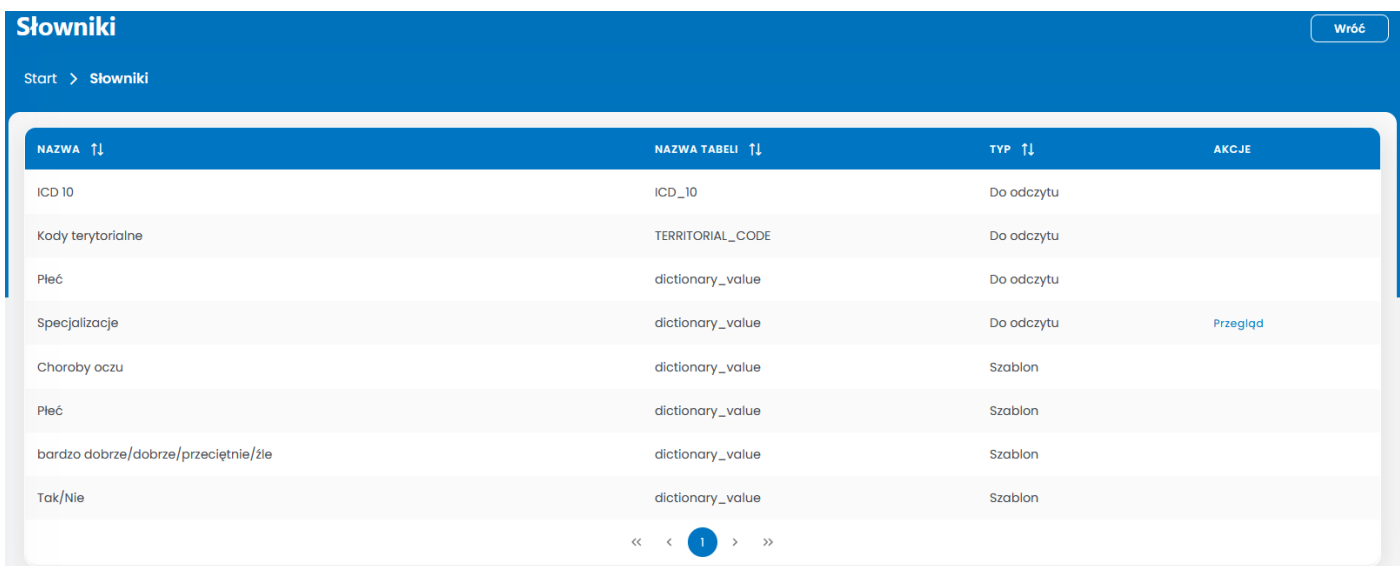 Słowniki
Wróć
Start > Słowniki
NAZWA NAZWA TABELI TYP AKCJE
ICD 10 ICD_10 Do odczytu
Kody terytorialne TERRITORIAL_CODE Do odczytu
Płeć dictionary_value Do odczytu
Specjalizacje dictionary_value Do odczytu Przegląd
Choroby oczu dictionary_value Szablon
Płeć dictionary_value Szablon
bardzo dobrze/dobrze/przeciętnie/źle dictionary_value Szablon
Tak/Nie dictionary_value Szablon
« < 1 > »